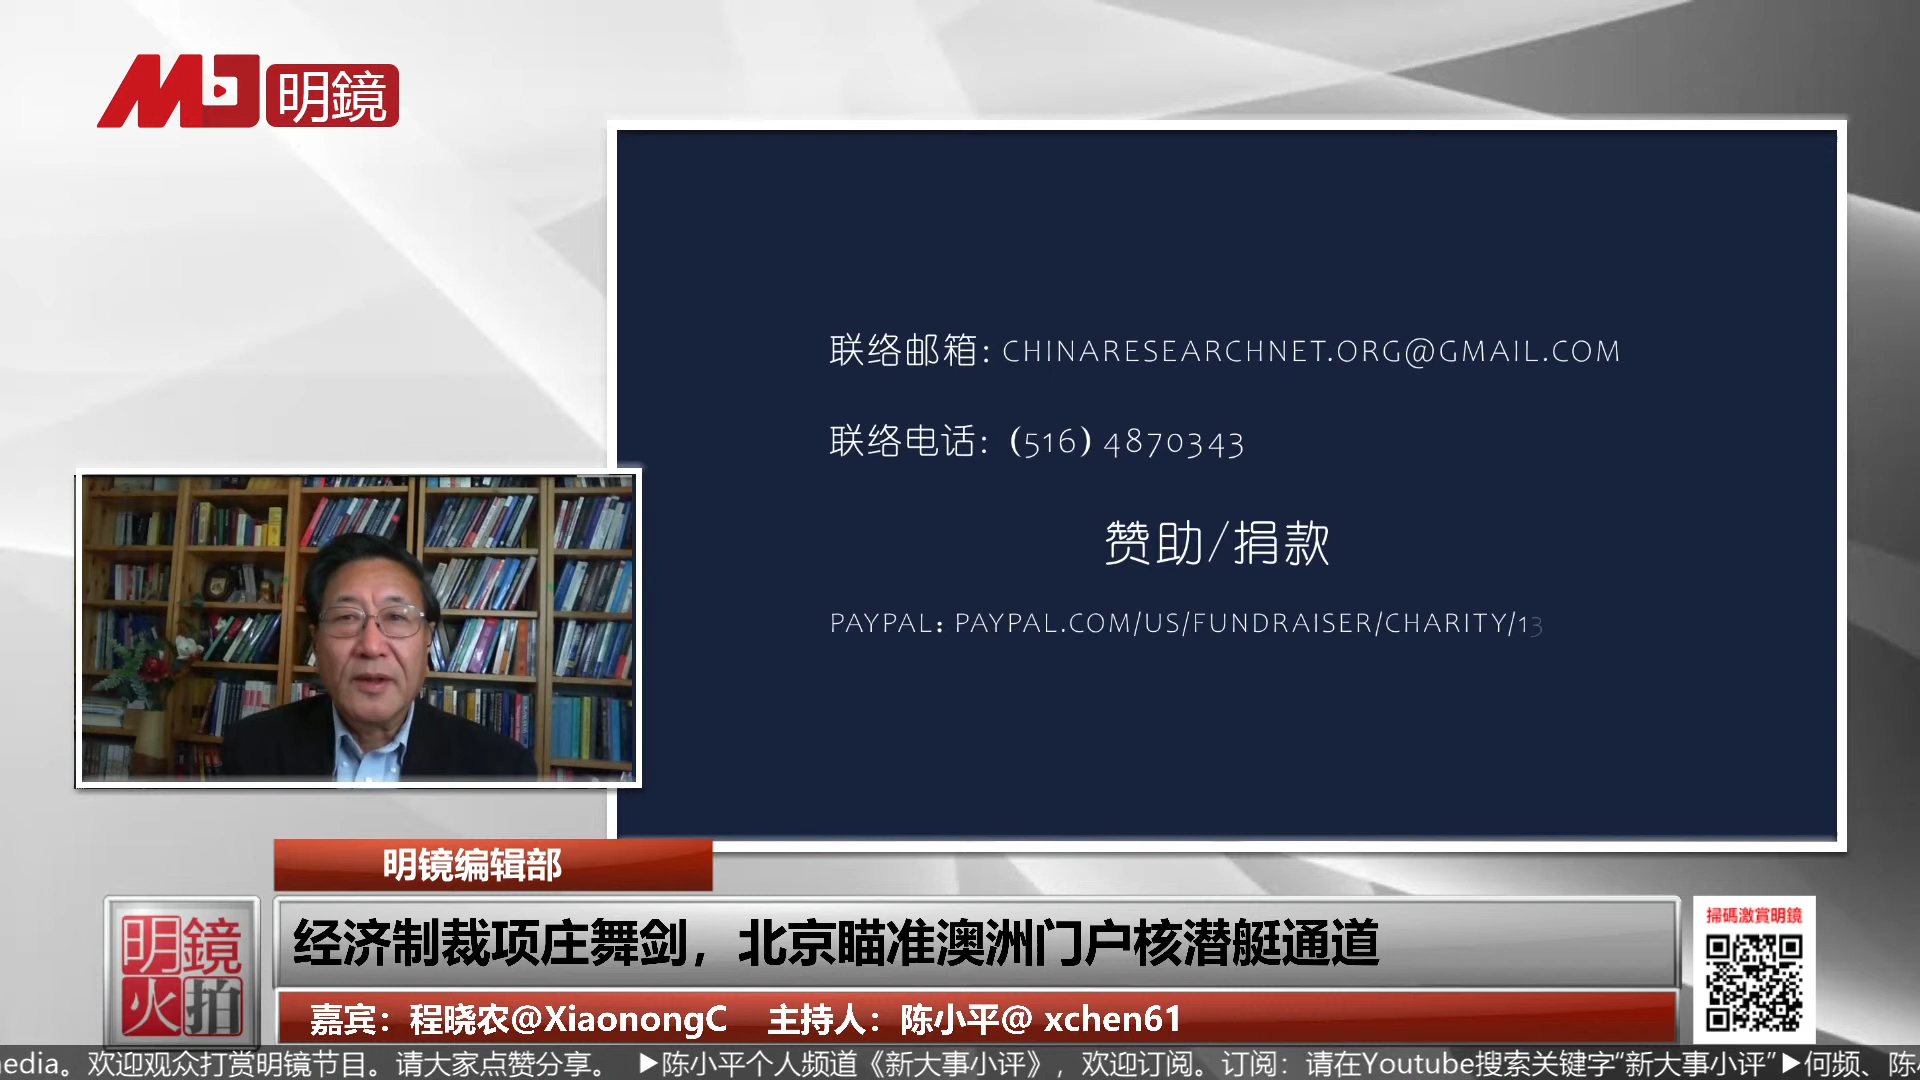 MJ 明鏡
联络邮箱: CHINARESEARCHNET.ORG@GMAIL.COM
联络电话: (516) 4870343
赞助/捐款
PAYPAL: PAYPAL.COM/US/FUNDRAISER/CHARITY/13
明镜编辑部
明鏡
火拍
经济制裁项庄舞剑，北京瞄准澳洲门户核潜艇通道
嘉宾：程晓农@XiaonongC 主持人：陈小平@ xchen61
掃碼激賞明鏡
edia。欢迎观众打赏明镜节目。请大家点赞分享。 ▶陈小平个人频道《新大事小评》，欢迎订阅。订阅：请在Youtube搜索关键字“新大事小评”▶何频、陈